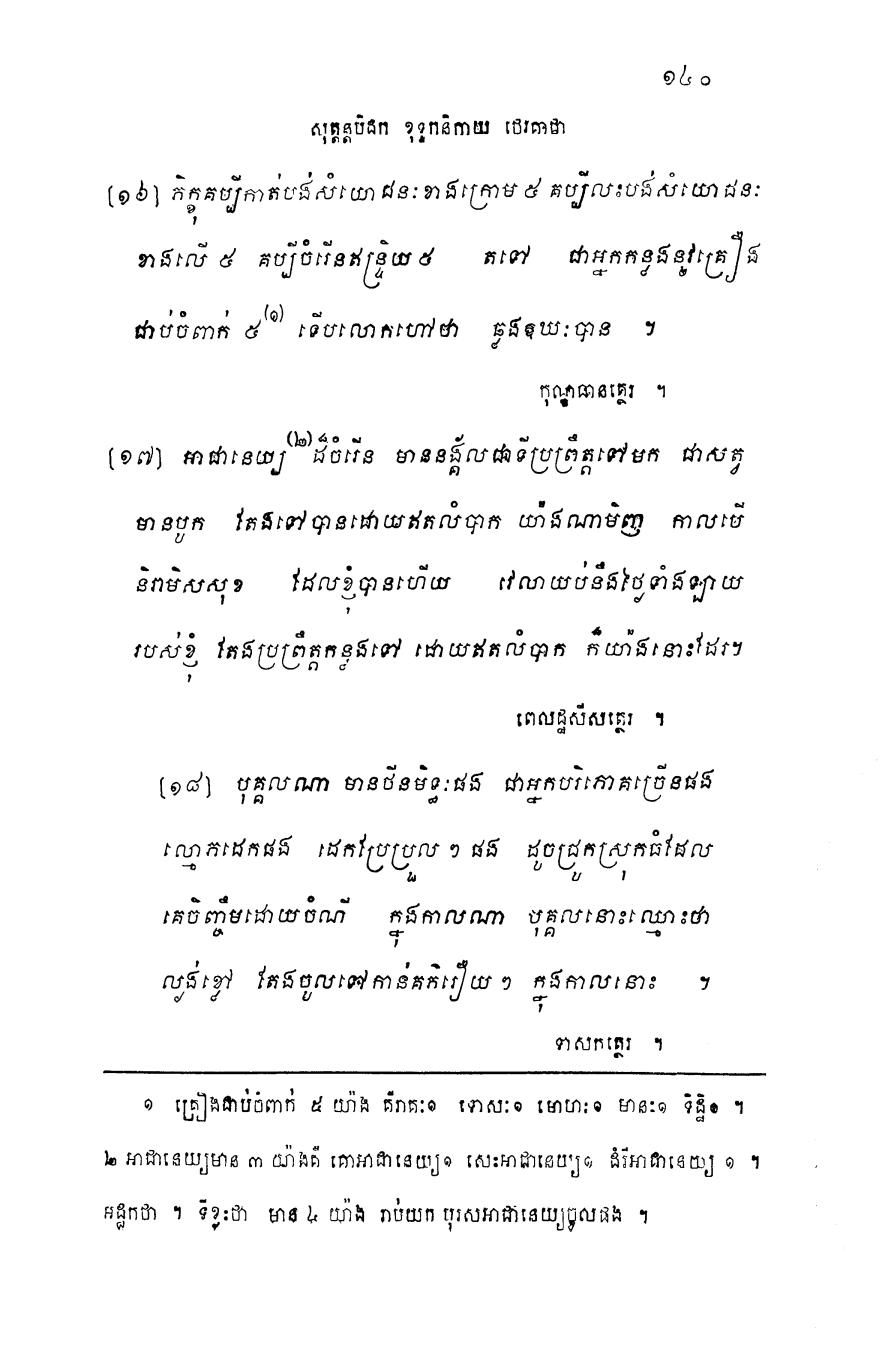 ១៤០
សុត្តន្តបិដក ខុទ្ទកនិកាយ ថេរគាថា
[១៦] ភិក្ខុគប្បីកាត់បង់សំយោជនៈខាងក្រោម ៥ គប្បីលះបង់សំយោជនៈ
ខាងលើ ៥ គប្បីចំរើនឥន្ទ្រិយ ៥ តទៅ ជាអ្នកកន្លងនូវគ្រឿង
ជាប់ចំពាក់ ៥(១) ទើបលោកហៅថា ឆ្លងឱឃៈបាន ។
កុណ្ឌធានត្ថេរ ។
[១៧] អាជានេយ្យ(២)ដ៏ចំរើន មាននង្គ័លជាទីប្រព្រឹត្តទៅមក ជាសត្វ
មានបួក តែងទៅបានដោយឥតលំបាក យ៉ាងណាមិញ កាលបើ
និរាមិសសុខ ដែលខ្ញុំបានហើយ វេលាយប់នឹងថ្ងៃទាំងឡាយ
របស់ខ្ញុំ តែងប្រព្រឹត្តកន្លងទៅ ដោយឥតលំបាក ក៏យ៉ាងនោះដែរ។
ពេលដ្ឋសីសត្ថេរ ។
[១៨] បុគ្គលណា មានថីនមិទ្ធៈផង ជាអ្នកបរិភោគច្រើនផង
ល្មោភដេកផង ដេកប្រែប្រួល ៗ ផង ដូចជ្រូកស្រុកធំដែល
គេចិញ្ចឹមដោយចំណី ក្នុងកាលណា បុគ្គលនោះឈ្មោះថា
ល្ងង់ខ្លៅ តែងចូលទៅកាន់គភ៌រឿយ ៗ ក្នុងកាលនោះ ។
ទាសកត្ថេរ ។
១ គ្រឿងជាប់ចំពាក់ ៥ យ៉ាង គឺរាគៈ១ ទោសៈ១ មោហៈ១ មានៈ១ ទិដ្ឋិ១ ។
២ អាជានេយ្យមាន ៣ យ៉ាងគឺ គោអាជានេយ្យ១ សេះអាជានេយ្យ១ ដំរីអាជានេយ្យ ១ ។
អដ្ឋកថា ។ ទីខ្លះថា មាន ៤ យ៉ាង រាប់យក បុរសអាជានេយ្យចូលផង ។